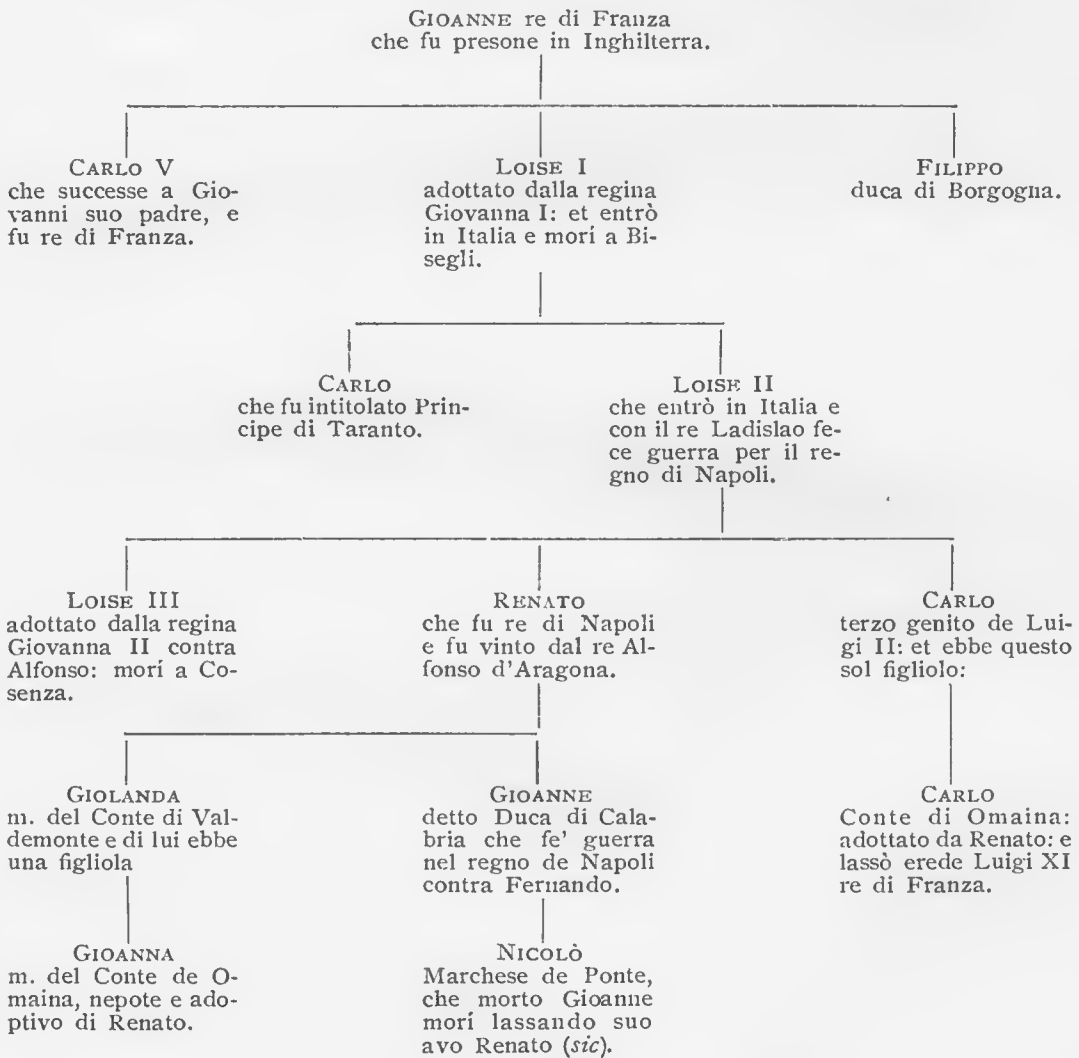 GIOANNE re di Franza
che fu presone in Inghilterra.
CARLO V
che successe a Gio-
vanni suo padre, e
fu re di Franza.
LOISE I
adottato dalla regina
Giovanna I: et entrò
in Italia e morí a Bi-
segli.
FILIPPO
duca di Borgogna.
CARLO
che fu intitolato Prin-
cipe di Taranto.
LOISE II
che entrò in Italia e
con il re Ladislao fe-
ce guerra per il re-
gno di Napoli.
LOISE III
adottato dalla regina
Giovanna II contra
Alfonso: morí a Co-
senza.
RENATO
che fu re di Napoli
e fu vinto dal re Al-
fonso d'Aragona.
CARLO
terzo genito de Lui-
gi II: et ebbe questo
sol figliolo:
GIOLANDA
m. del Conte di Val-
demonte e di lui ebbe
una figliola
GIOANNE
detto Duca di Cala-
bria che fe' guerra
nel regno de Napoli
contra Fernando.
CARLO
Conte di Omaina:
adottato da Renato: e
lassò erede Luigi XI
re di Franza.
GIOANNA
m. del Conte de O-
maina, nepote e ado-
ptivo di Renato.
NICOLÒ
Marchese de Ponte,
che morto Gioanne
morí lassando suo
avo Renato (sic).